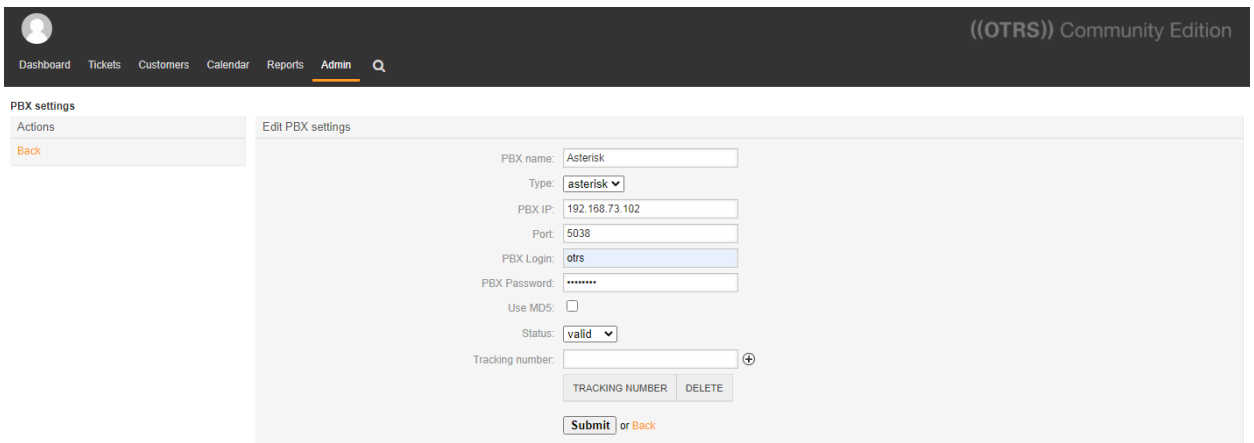 ((OTRS)) Community Edition
Dashboard Tickets Customers Calendar Reports Admin
PBX settings
Actions
Back
Edit PBX settings
PBX name: Asterisk
Type: asterisk
PBX IP: 192.168.73.102
Port: 5038
PBX Login: otrs
PBX Password: ••••••••
Use MD5:
Status: valid
Tracking number:
TRACKING NUMBER DELETE
Submit or Back